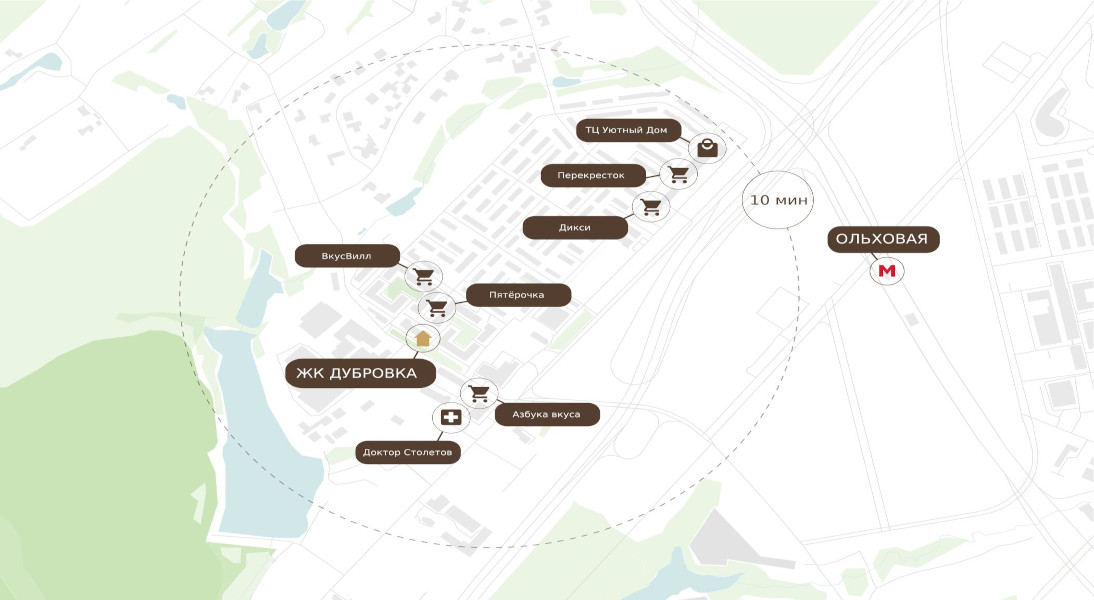 ТЦ Уютный Дом
Перекресток
10 мин
Дикси
ОЛЬХОВАЯ
М
ВкусВилл
Пятёрочка
ЖК ДУБРОВКА
Азбука вкуса
Доктор Столетов